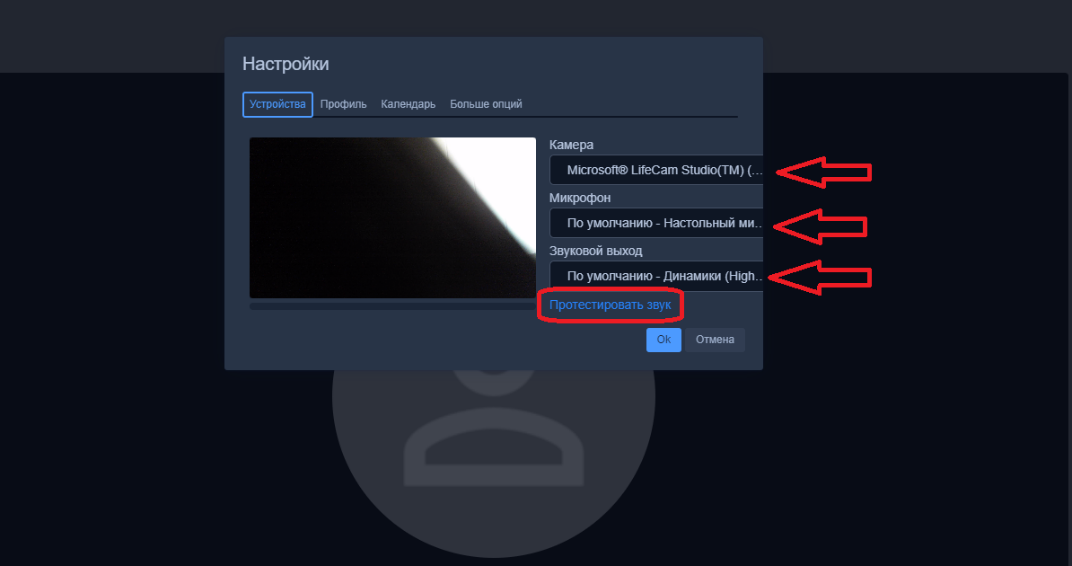 Настройки
Устройства Профиль Календарь Больше опций
Камера
Microsoft® LifeCam Studio(TM) (...
Микрофон
По умолчанию - Настольный ми...
Звуковой выход
По умолчанию - Динамики (High...
Протестировать звук
Ok Отмена